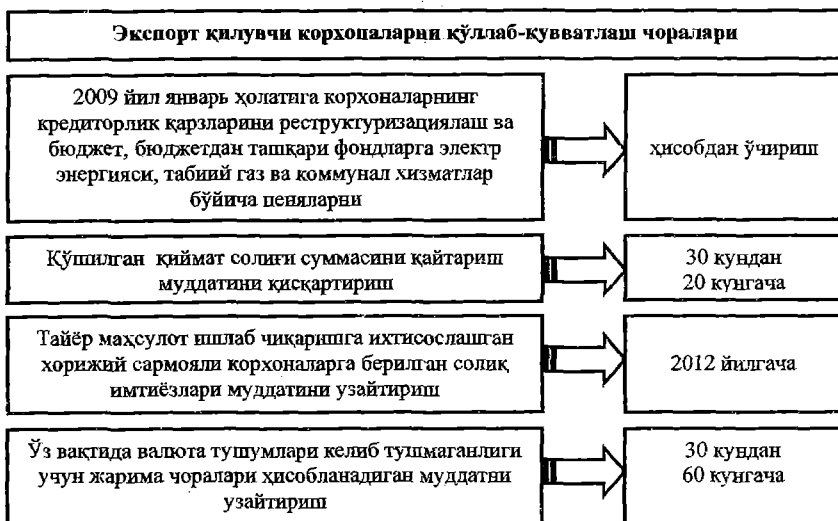 Экспорт қилувчи корхоналарни қўллаб-қувватлаш чоралари
2009 йил январь ҳолатига корхоналарнинг
кредиторлик қарзларини реструктуризациялаш ва
бюджет, бюджетдан ташқари фондларга электр
энергияси, табиий газ ва коммунал хизматлар
бўйича пеняларни
ҳисобдан ўчириш
Қўшилган қиймат солиғи суммасини қайтариш
муддатини қисқартириш
30 кундан
20 кунгача
Тайёр маҳсулот ишлаб чиқаришга ихтисослашган
хорижий сармояли корхоналарга берилган солиқ
имтиёзлари муддатини узайтириш
2012 йилгача
Ўз вақтида валюта тушумлари келиб тушмаганлиги
учун жарима чоралари ҳисобланадиган муддатни
узайтириш
30 кундан
60 кунгача